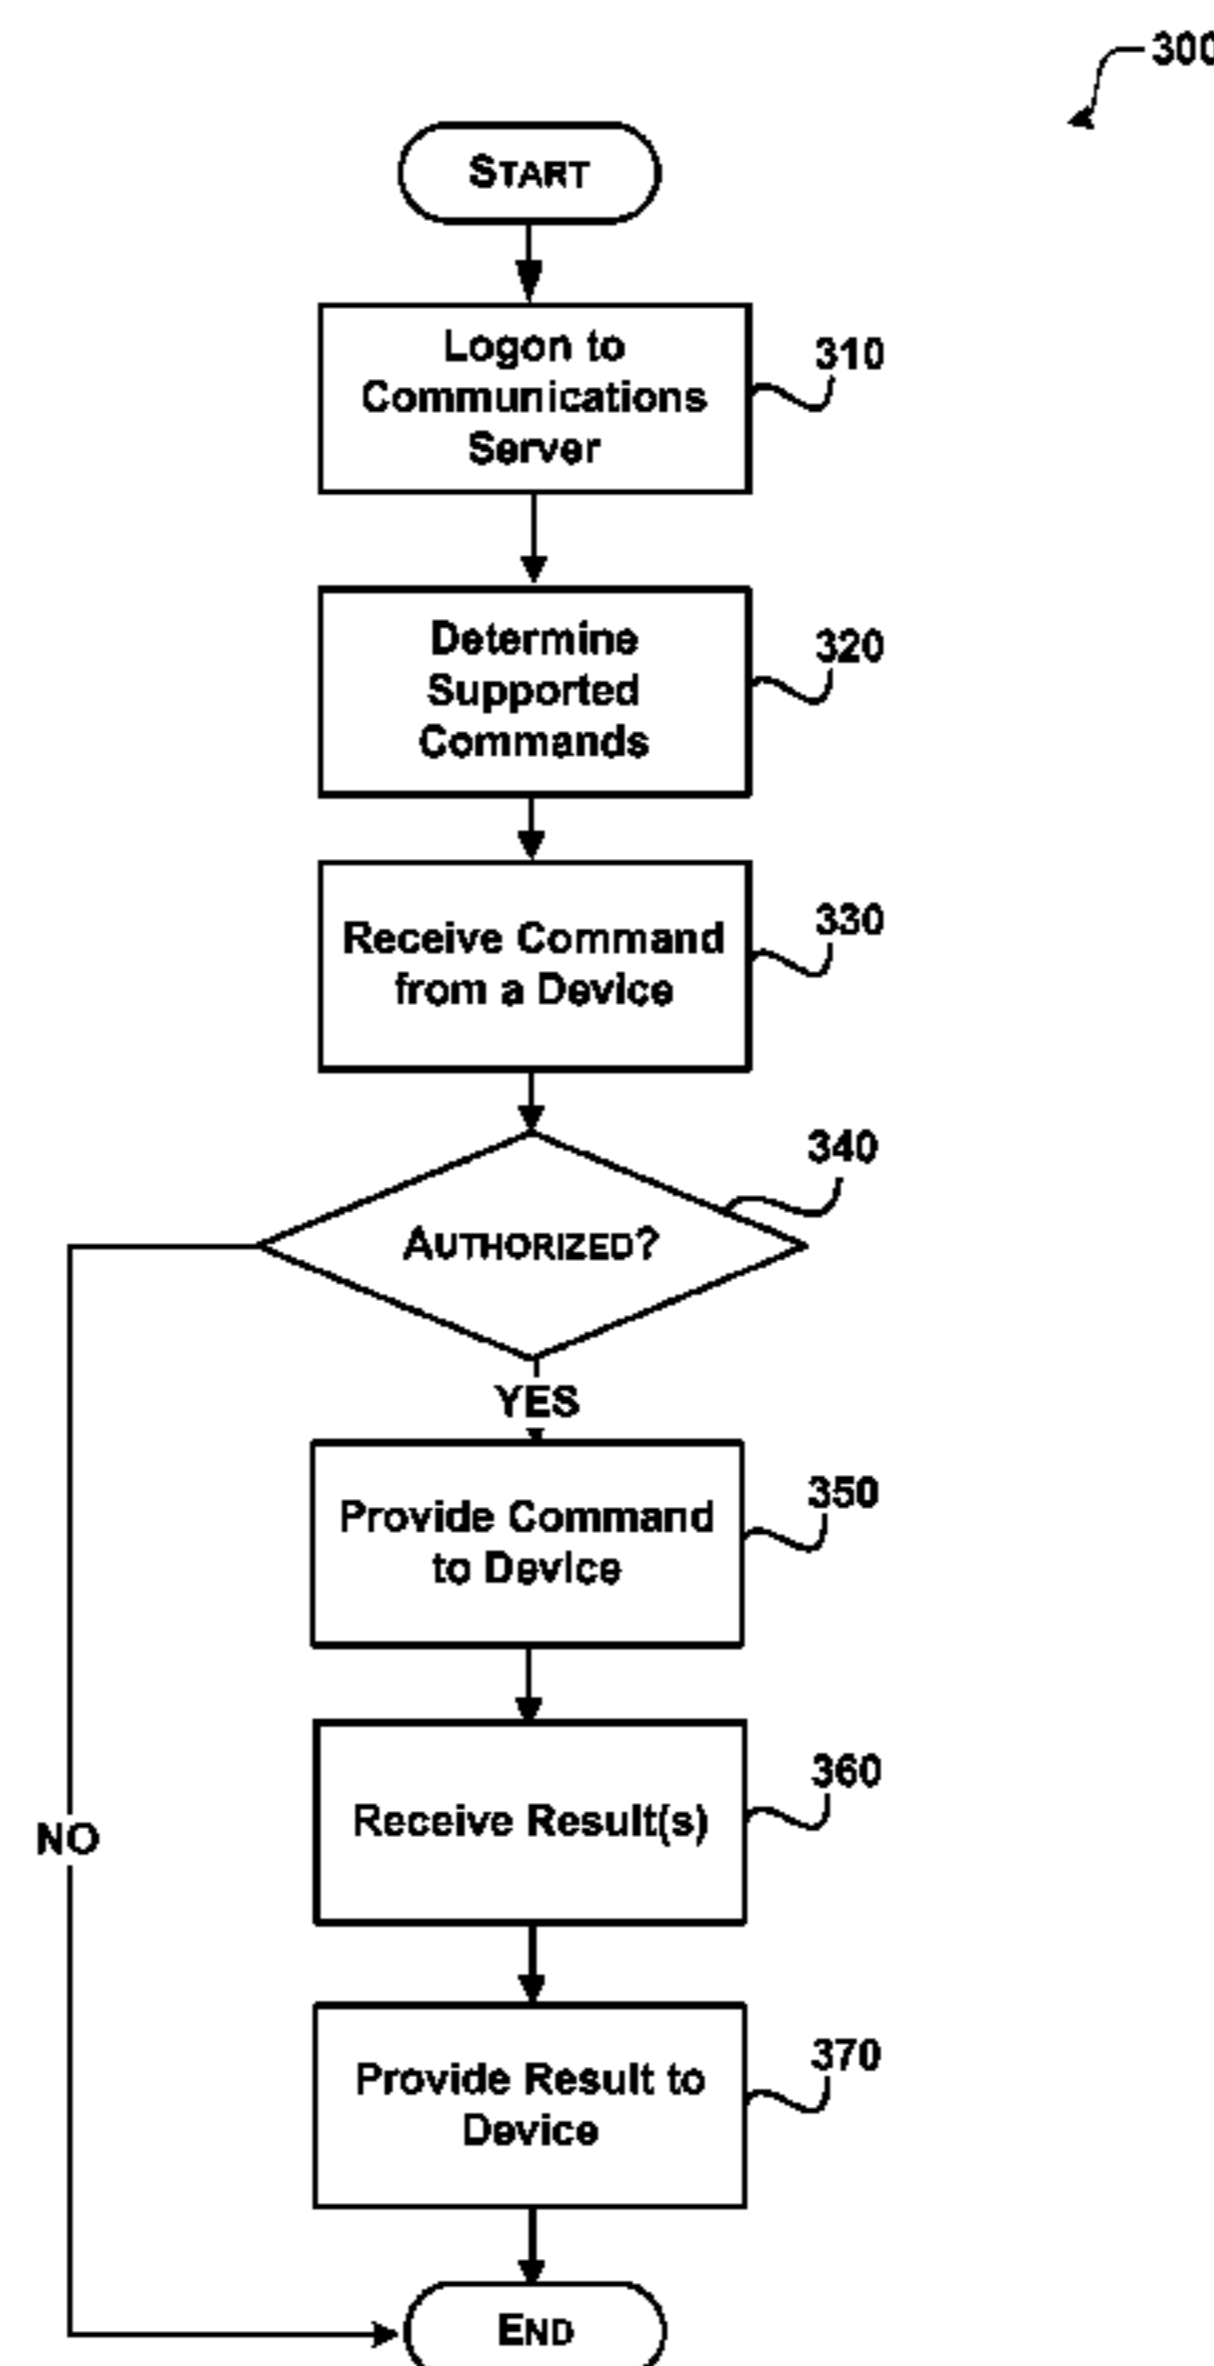 300
START
Logon to
Communications
Server
310
Determine
Supported
Commands
320
Receive Command
from a Device
330
340
AUTHORIZED?
YES
Provide Command
to Device
350
Receive Result(s)
360
NO
Provide Result to
Device
370
END